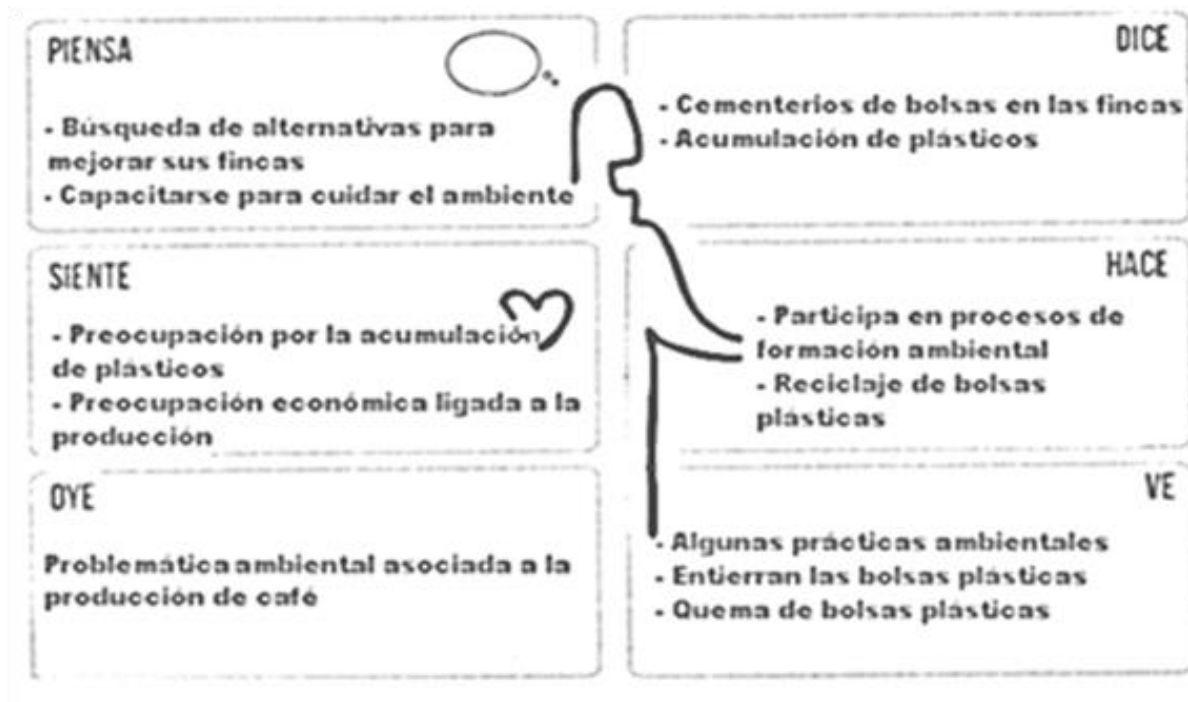 PIENSA
- Búsqueda de alternativas para
mejorar sus fincas
- Capacitarse para cuidar el ambiente
DICE
- Cementerios de bolsas en las fincas
- Acumulación de plásticos
SIENTE
- Preocupación por la acumulación
de plásticos
- Preocupación económica ligada a la
producción
HACE
- Participa en procesos de
formación ambiental
- Reciclaje de bolsas
plásticas
OYE
Problemática ambiental asociada a la
producción de café
VE
- Algunas prácticas ambientales
- Entierran las bolsas plásticas
- Quema de bolsas plásticas